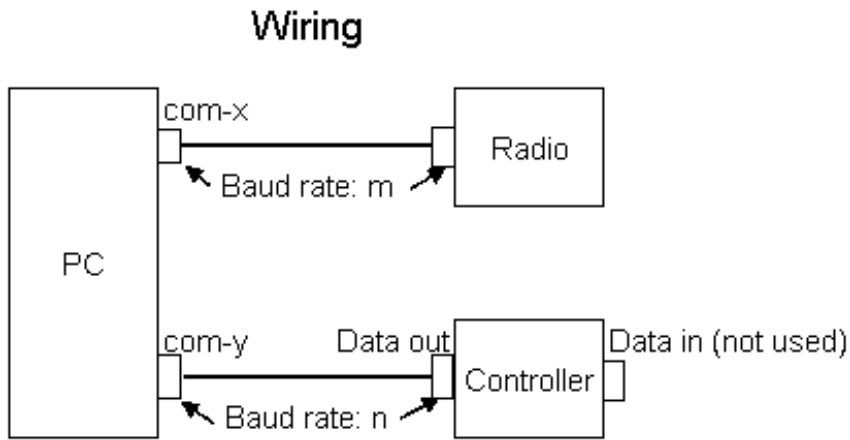 Wiring
com-x
Radio
Baud rate: m
PC
com-y
Data out
Data in (not used)
Controller
Baud rate: n